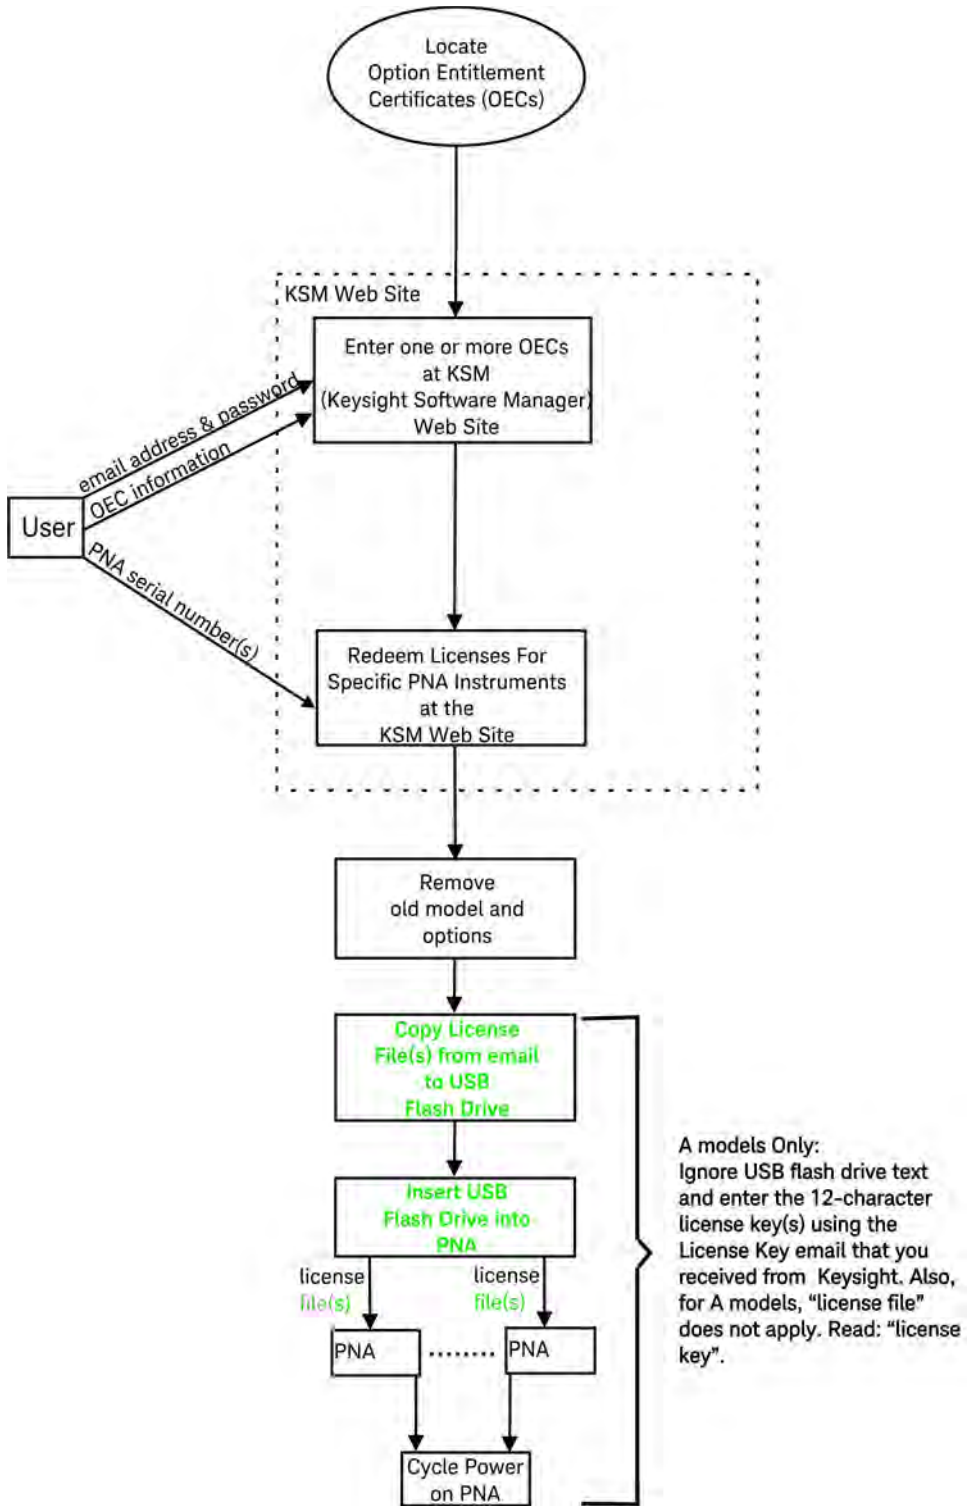 Locate
Option Entitlement
Certificates (OECs)
KSM Web Site
Enter one or more OECs
at KSM
(Keysight Software Manager)
Web Site
email address & password
OEC information
User
PNA serial number(s)
Redeem Licenses For
Specific PNA Instruments
at the
KSM Web Site
Remove
old model and
options
Copy License
File(s) from email
to USB
Flash Drive
Insert USB
Flash Drive into
PNA
license
file(s)
license
file(s)
PNA
........
PNA
Cycle Power
on PNA
A models Only:
Ignore USB flash drive text
and enter the 12-character
license key(s) using the
License Key email that you
received from Keysight. Also,
for A models, “license file”
does not apply. Read: “license
key”.